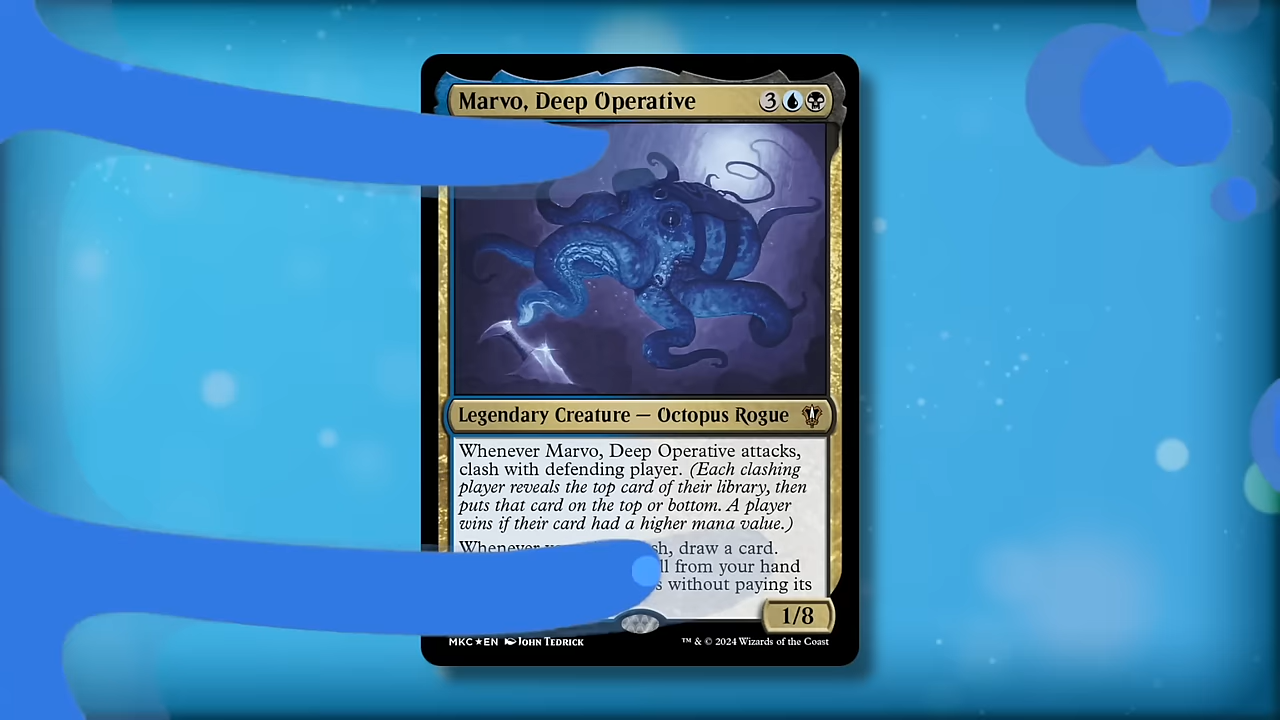 Marvo, Deep Operative 3
Legendary Creature — Octopus Rogue
Whenever Marvo, Deep Operative attacks,
clash with defending player. (Each clashing
player reveals the top card of their library, then
puts that card on the top or bottom. A player
wins if their card had a higher mana value.)
Whenever draw a card.
from your hand
without paying its
1/8
MKC ★ EN John Tedrick ™ & © 2024 Wizards of the Coast